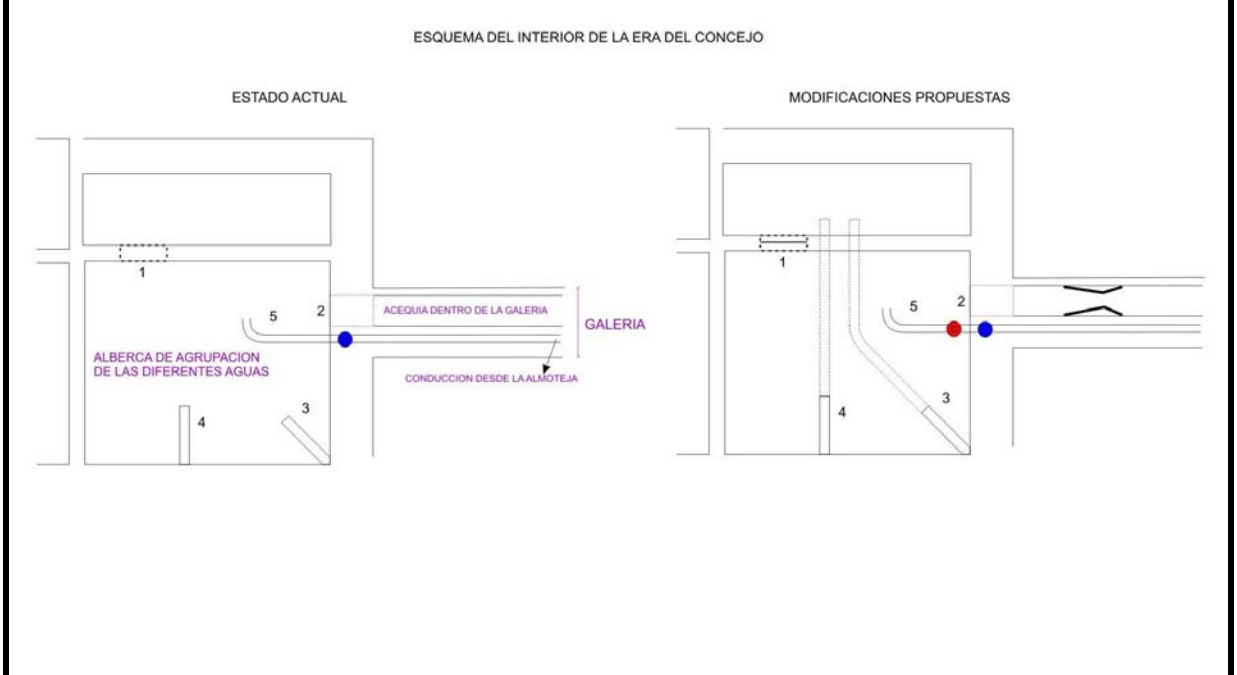 ESQUEMA DEL INTERIOR DE LA ERA DEL CONCEJO
ESTADO ACTUAL
1
5
2
ACEQUIA DENTRO DE LA GALERIA
GALERIA
ALBERCA DE AGRUPACION
DE LAS DIFERENTES AGUAS
CONDUCCION DESDE LA ALMOTEJA
3
4
MODIFICACIONES PROPUESTAS
1
5
2
3
4